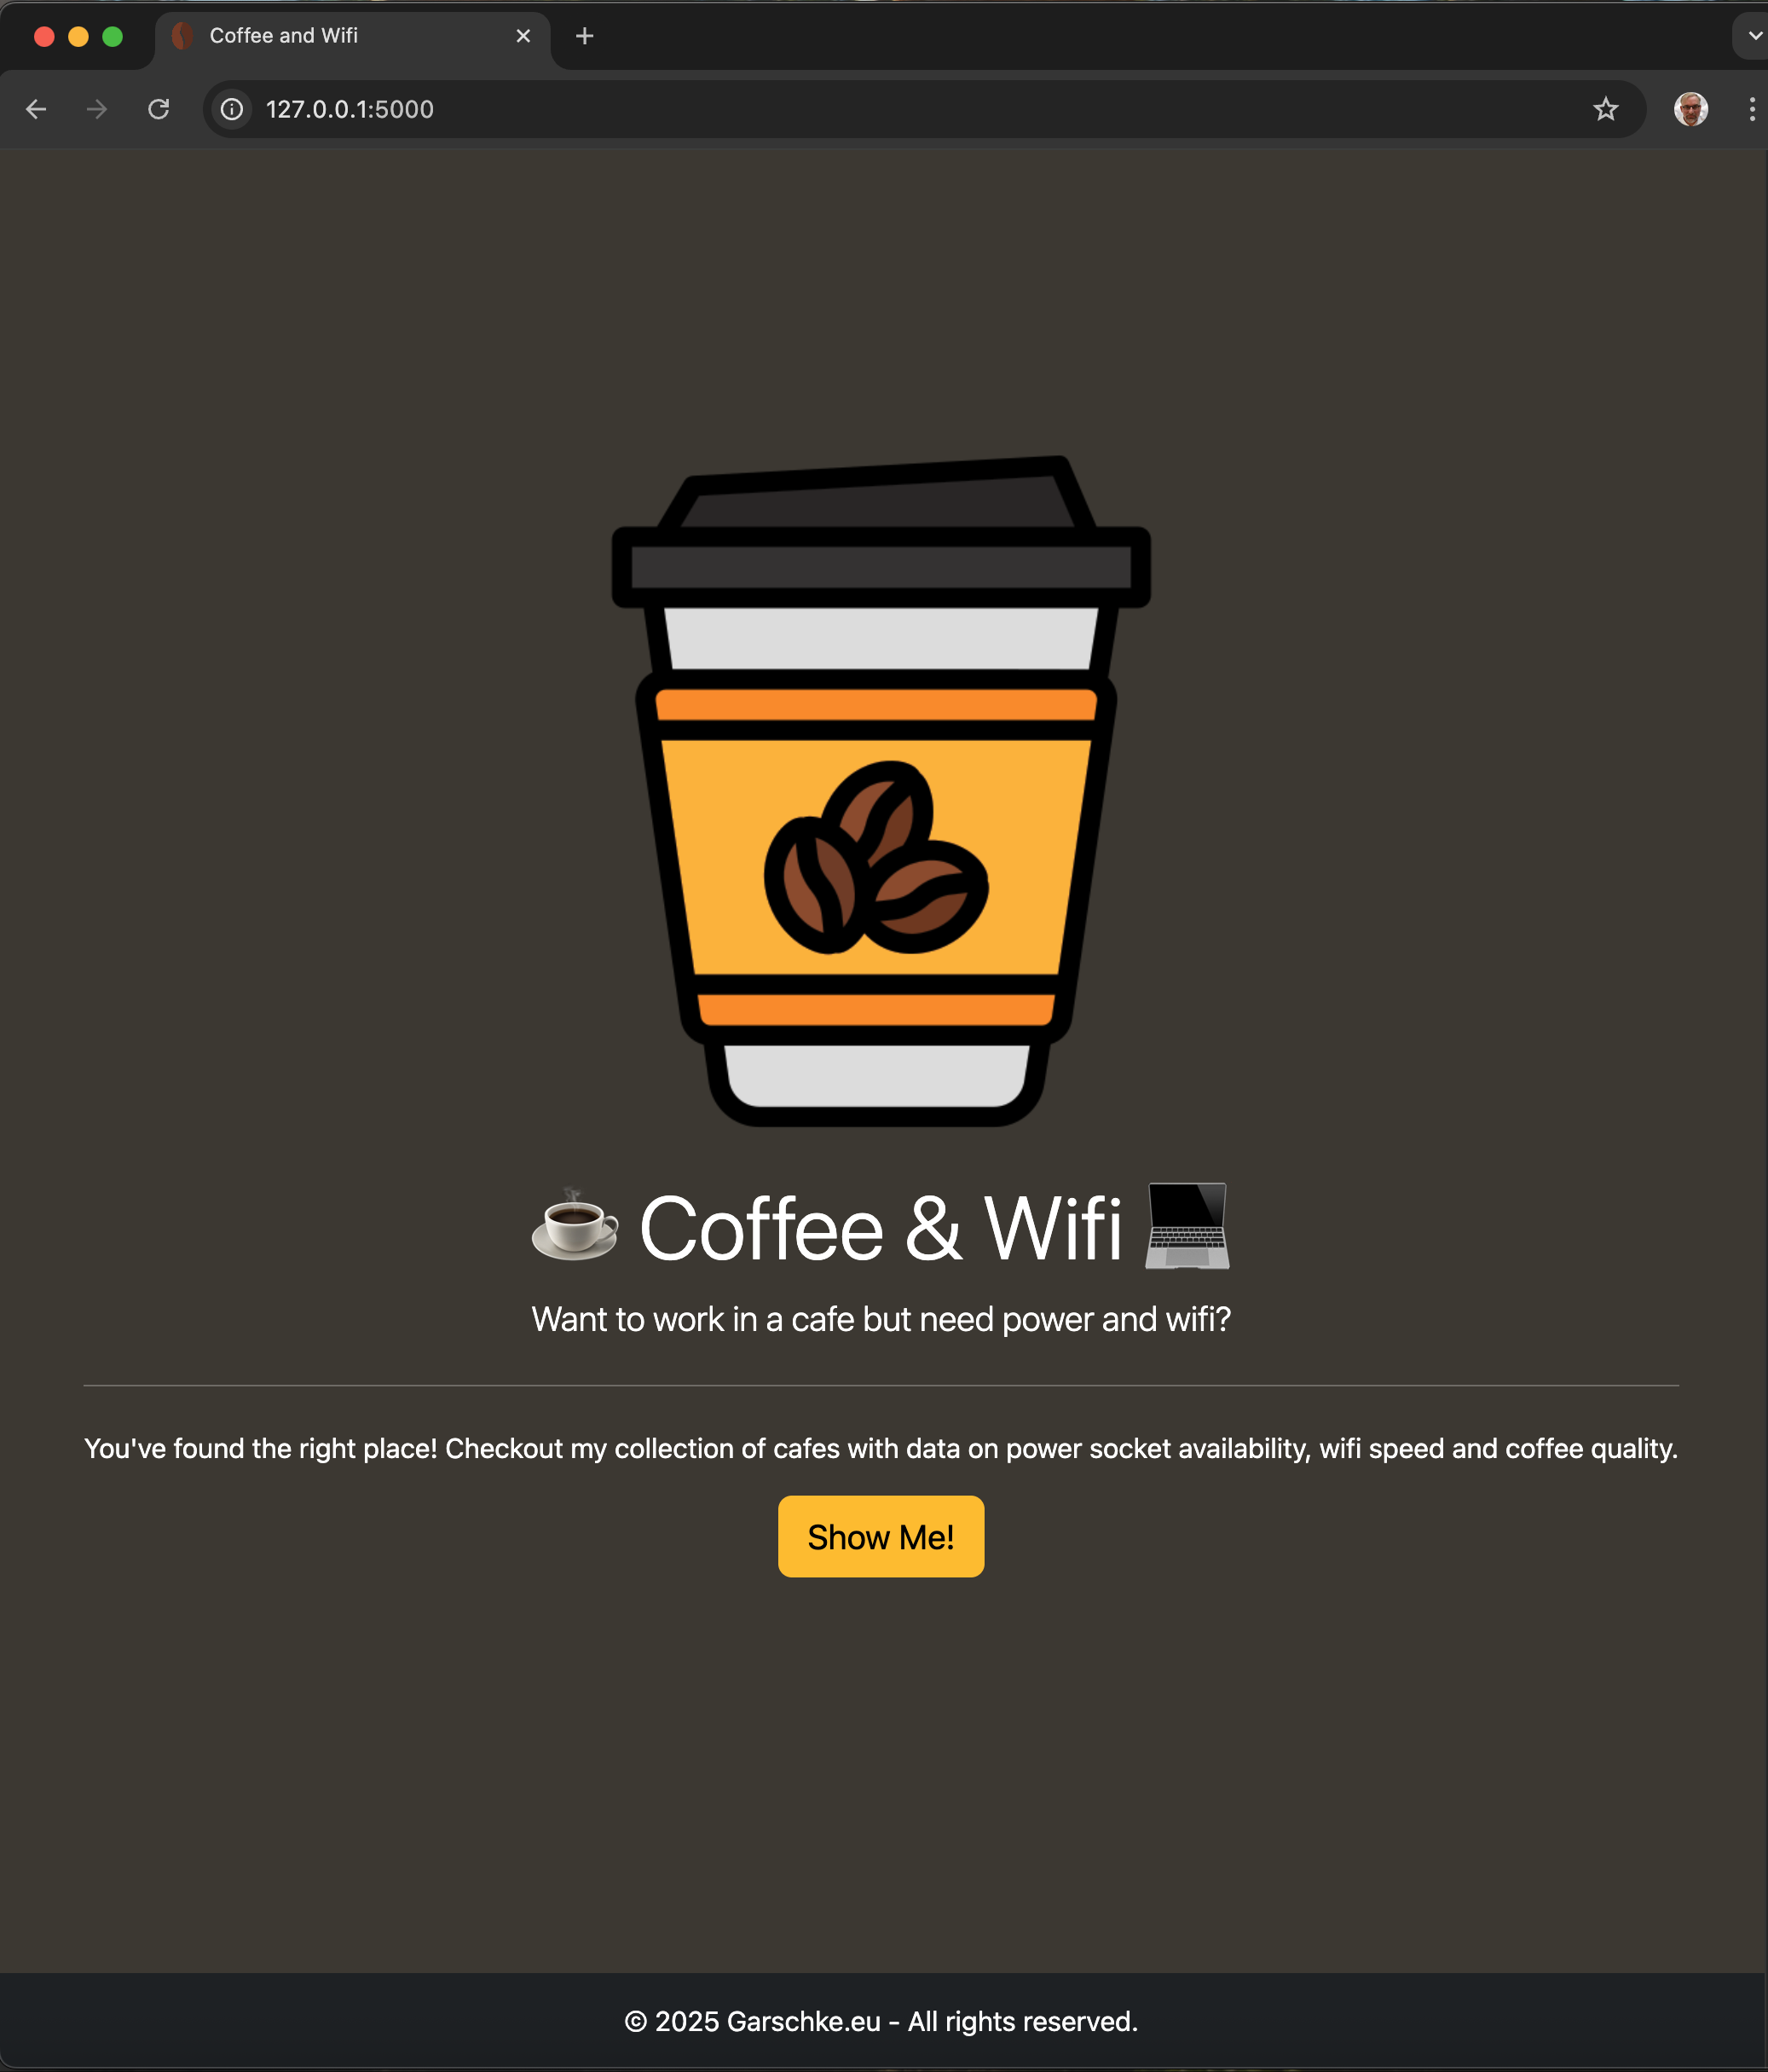 Coffee and Wifi
127.0.0.1:5000
Coffee & Wifi
Want to work in a cafe but need power and wifi?
You've found the right place! Checkout my collection of cafes with data on power socket availability, wifi speed and coffee quality.
Show Me!
© 2025 Garschke.eu - All rights reserved.